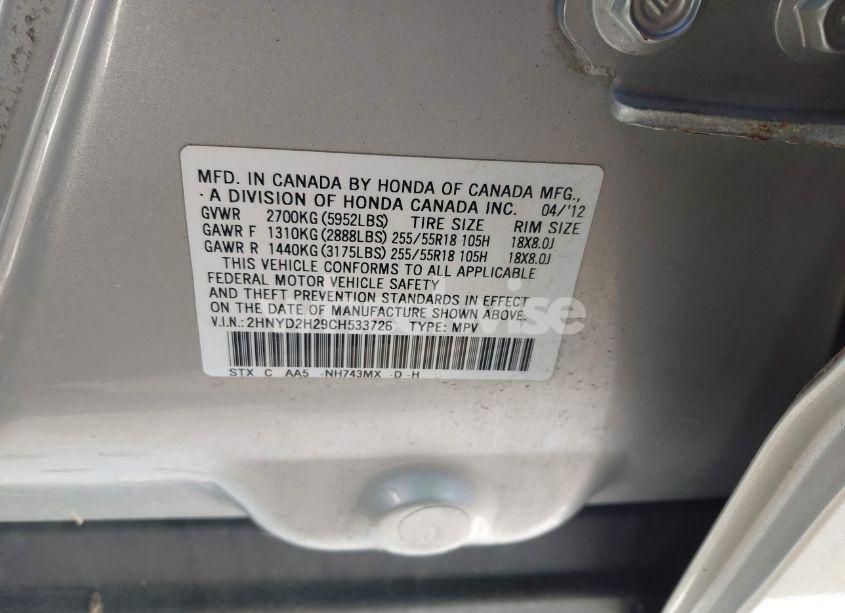 MFD. IN CANADA BY HONDA OF CANADA MFG.,
A DIVISION OF HONDA CANADA INC. 04/'12
GVWR 2700KG (5952LBS) TIRE SIZE RIM SIZE
GAWR F 1310KG (2888LBS) 255/55R18 105H 18X8.0J
GAWR R 1440KG (3175LBS) 255/55R18 105H 18X8.0J
THIS VEHICLE CONFORMS TO ALL APPLICABLE
FEDERAL MOTOR VEHICLE SAFETY
AND THEFT PREVENTION STANDARDS IN EFFECT
ON THE DATE OF MANUFACTURE SHOWN ABOVE.
V.I.N.: 2HNYD2H29CH533726 TYPE: MPV
STX C AA5 -NH743MX -D -H